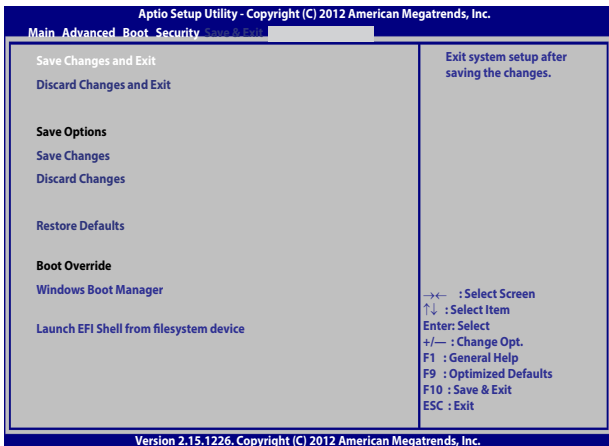 Aptio Setup Utility - Copyright (C) 2012 American Megatrends, Inc.
Main Advanced Boot Security Save & Exit
Save Changes and Exit
Discard Changes and Exit
Save Options
Save Changes
Discard Changes
Restore Defaults
Boot Override
Windows Boot Manager
Launch EFI Shell from filesystem device
Exit system setup after
saving the changes.
→← : Select Screen
↑↓ : Select Item
Enter: Select
+/— : Change Opt.
F1 : General Help
F9 : Optimized Defaults
F10 : Save & Exit
ESC : Exit
Version 2.15.1226. Copyright (C) 2012 American Megatrends, Inc.